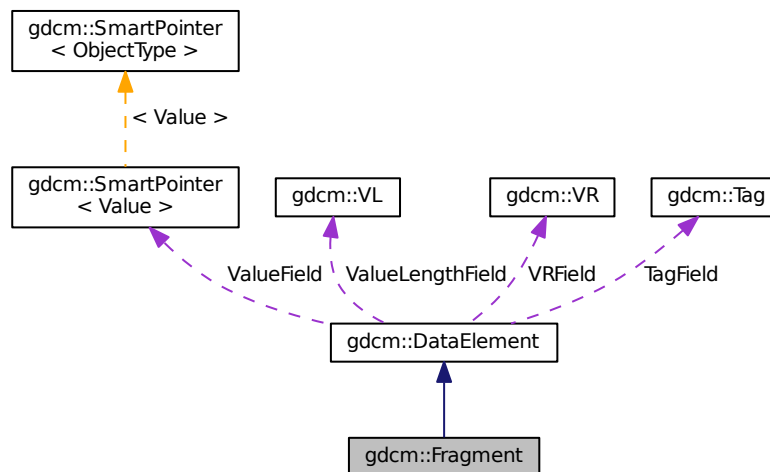 gdcm::SmartPointer
< ObjectType >
< Value >
gdcm::SmartPointer
< Value >
gdcm::VL
gdcm::VR
gdcm::Tag
ValueField
ValueLengthField
VRField
TagField
gdcm::DataElement
gdcm::Fragment